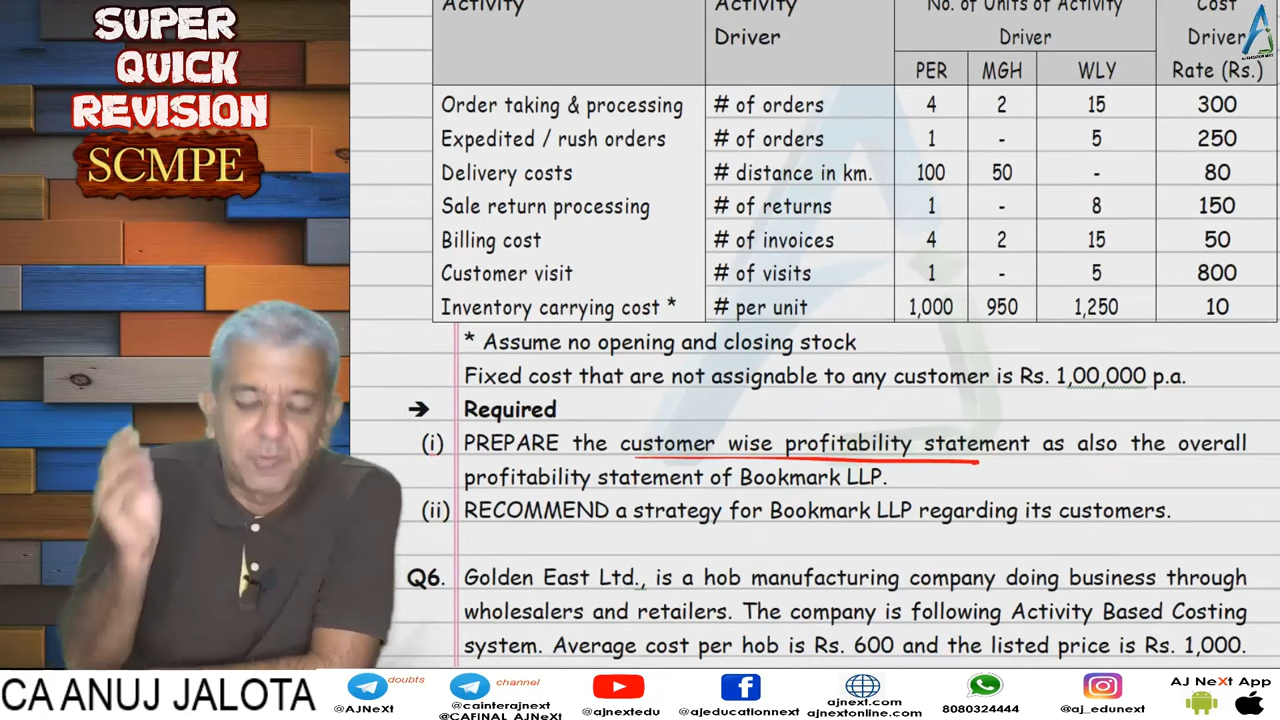 SUPER
QUICK
REVISION
SCMPE
Activity Activity Driver No. of Units of Activity Driver Cost Driver Rate (Rs.)
PER MGH WLY
Order taking & processing # of orders 4 2 15 300
Expedited / rush orders # of orders 1 - 5 250
Delivery costs # distance in km. 100 50 - 80
Sale return processing # of returns 1 - 8 150
Billing cost # of invoices 4 2 15 50
Customer visit # of visits 1 - 5 800
Inventory carrying cost * # per unit 1,000 950 1,250 10
* Assume no opening and closing stock
Fixed cost that are not assignable to any customer is Rs. 1,00,000 p.a.
➔ Required
(i) PREPARE the customer wise profitability statement as also the overall
profitability statement of Bookmark LLP.
(ii) RECOMMEND a strategy for Bookmark LLP regarding its customers.
Q6. Golden East Ltd., is a hob manufacturing company doing business through
wholesalers and retailers. The company is following Activity Based Costing
system. Average cost per hob is Rs. 600 and the listed price is Rs. 1,000.
CA ANUJ JALOTA
doubts
@AJNeXt
channel
@cainterajnext
@CAFINAL_AJNeXt
@ajnextedu
@ajeducationnext
ajnext.com
ajnextonline.com
8080324444
@aj_edunext
AJ NeXt App